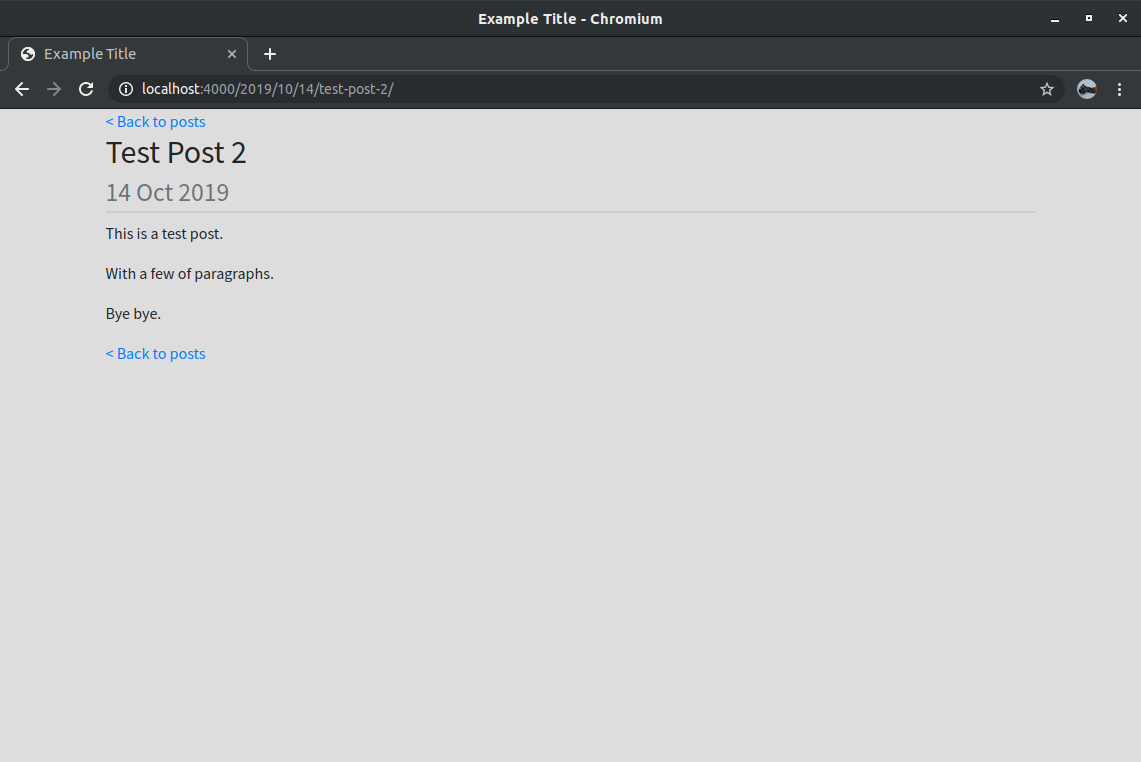 Example Title - Chromium
Example Title
localhost:4000/2019/10/14/test-post-2/
< Back to posts
Test Post 2
14 Oct 2019
This is a test post.
With a few of paragraphs.
Bye bye.
< Back to posts